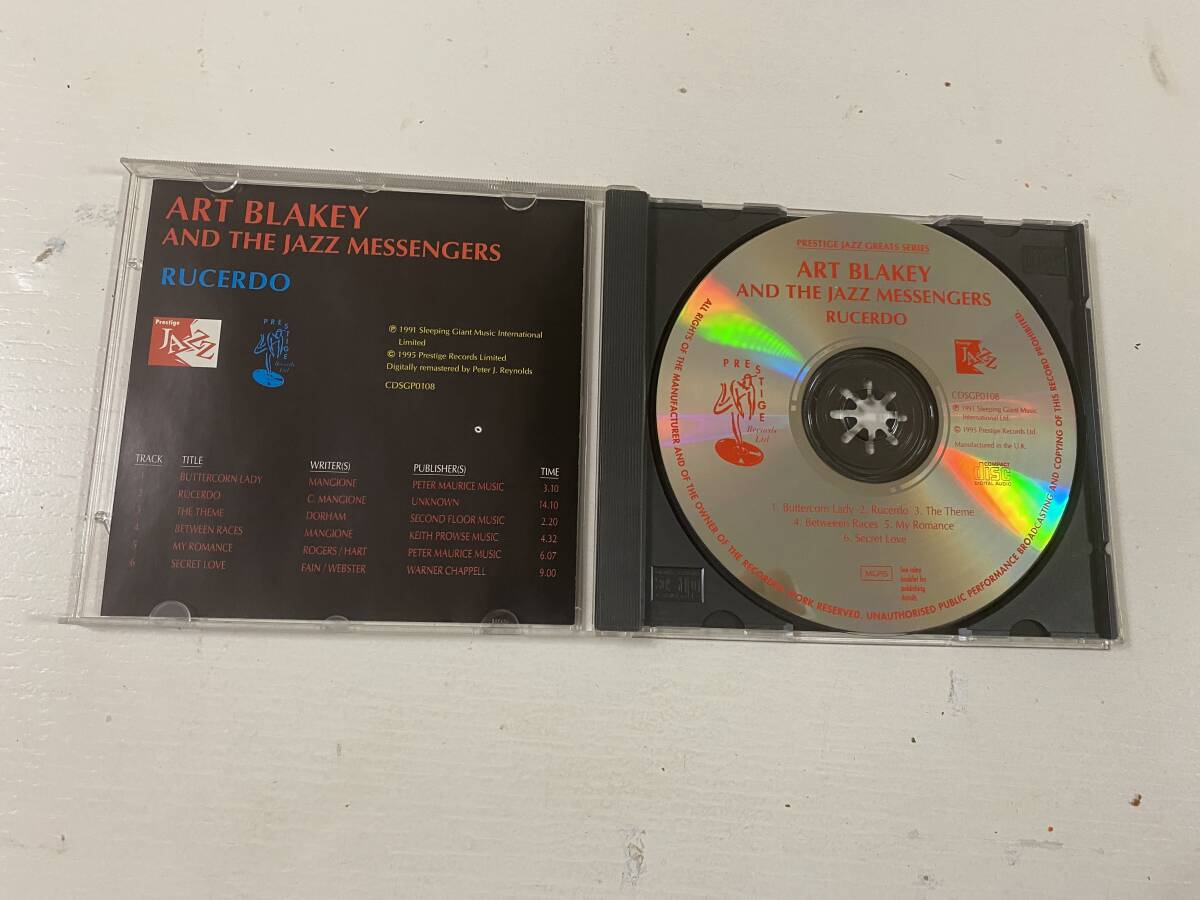 ART BLAKEY
AND THE JAZZ MESSENGERS
RUCERDO
Prestige
JAZZ
PRESTIGE
Records
Ltd
℗ 1991 Sleeping Giant Music International
Limited
© 1995 Prestige Records Limited
Digitally remastered by Peter J. Reynolds
CDSGP0108
TRACK TITLE WRITER(S) PUBLISHER(S) TIME
BUTTERCORN LADY MANGIONE PETER MAURICE MUSIC 3.10
RUCERDO C. MANGIONE UNKNOWN 14.10
THE THEME DORHAM SECOND FLOOR MUSIC 2.20
4 BETWEEN RACES MANGIONE KEITH PROWSE MUSIC 4.32
5 MY ROMANCE ROGERS / HART PETER MAURICE MUSIC 6.07
6 SECRET LOVE FAIN / WEBSTER WARNER CHAPPELL 9.00
PRESTIGE JAZZ GREATS SERIES
ART BLAKEY
AND THE JAZZ MESSENGERS
RUCERDO
PRESTIGE
Records
Ltd
Prestige
JAZZ
CDSGP0108
℗ 1991 Sleeping Giant Music
International Ltd.
© 1995 Prestige Records Ltd.
Manufactured in the U.K.
COMPACT
disc
DIGITAL AUDIO
1. Buttercorn Lady 2. Rucerdo 3. The Theme
4. Between Races 5. My Romance
6. Secret Love
MCPS
See inlay
booklet for
publishing
details.
ALL RIGHTS OF THE MANUFACTURER AND OF THE OWNER OF THE RECORDED WORK RESERVED. UNAUTHORISED PUBLIC PERFORMANCE BROADCASTING AND COPYING OF THIS RECORD PROHIBITED.